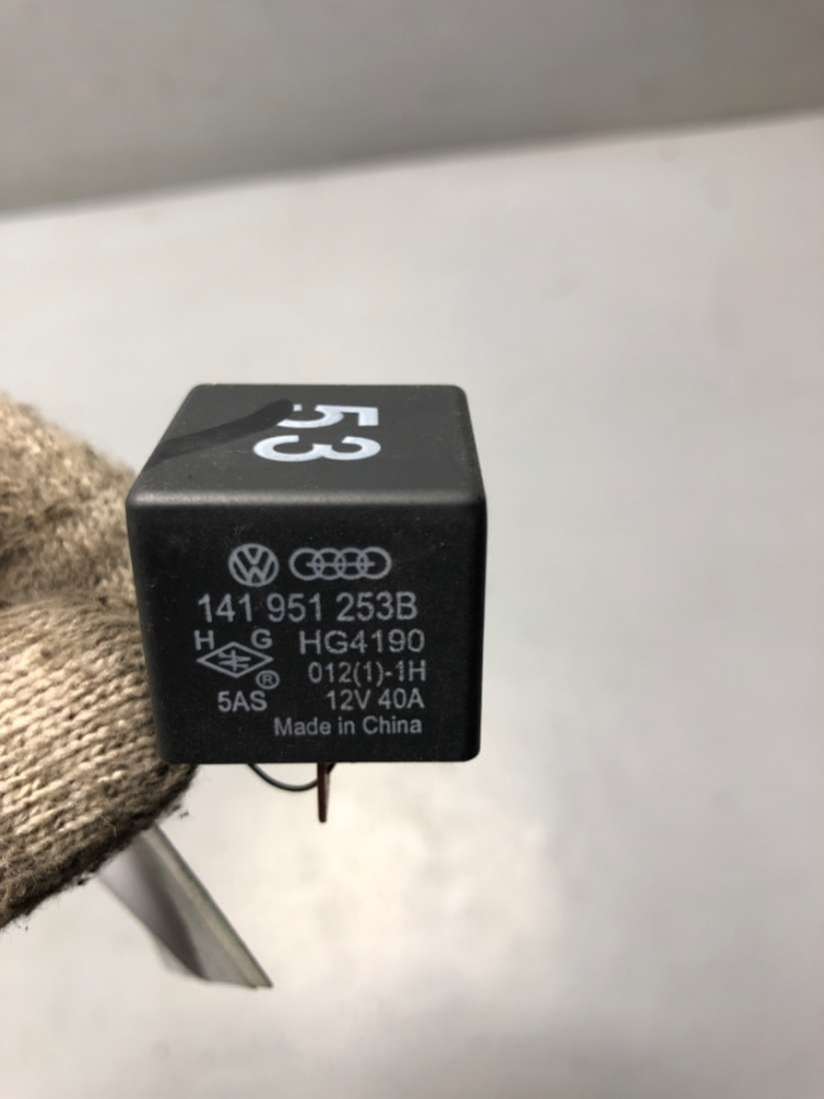 53
141 951 253B
H G HG4190
® 012(1)-1H
5AS 12V 40A
Made in China